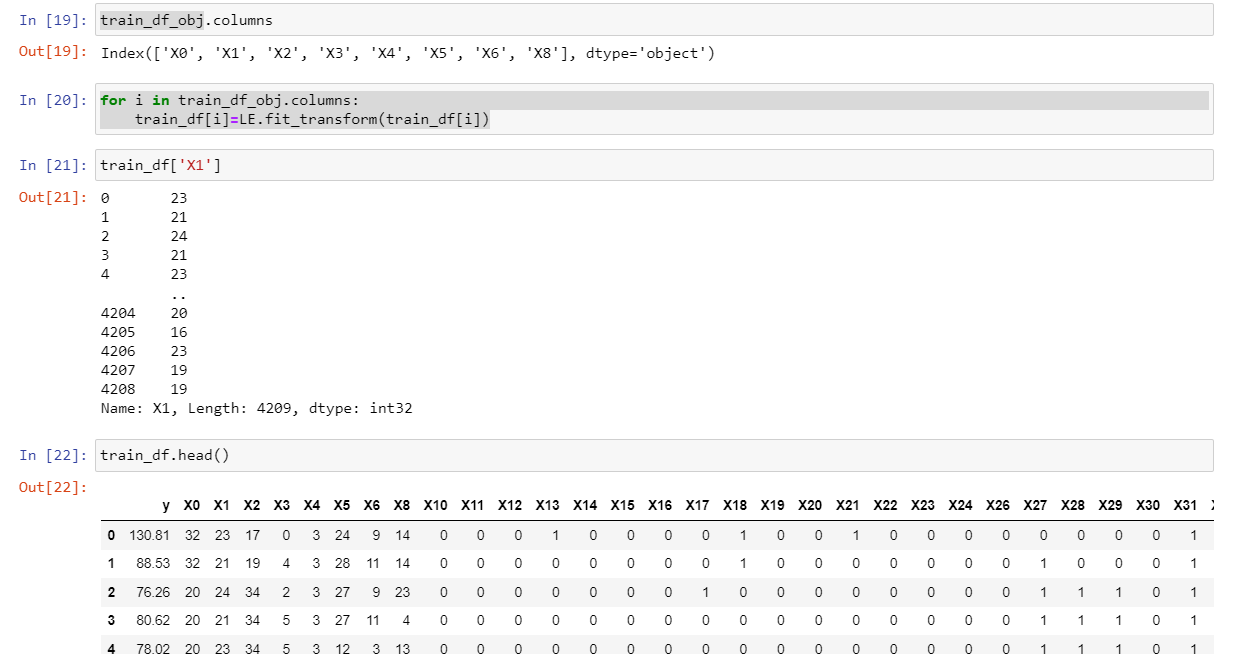 In [19]: train_df_obj.columns
Out[19]: Index(['X0', 'X1', 'X2', 'X3', 'X4', 'X5', 'X6', 'X8'], dtype='object')
In [20]: for i in train_df_obj.columns:
train_df[i]=LE.fit_transform(train_df[i])
In [21]: train_df['X1']
Out[21]: 0 23
1 21
2 24
3 21
4 23
..
4204 20
4205 16
4206 23
4207 19
4208 19
Name: X1, Length: 4209, dtype: int32
In [22]: train_df.head()
Out[22]:
y X0 X1 X2 X3 X4 X5 X6 X8 X10 X11 X12 X13 X14 X15 X16 X17 X18 X19 X20 X21 X22 X23 X24 X26 X27 X28 X29 X30 X31
0 130.81 32 23 17 0 3 24 9 14 0 0 0 1 0 0 0 0 1 0 0 1 0 0 0 0 0 0 0 0 1
1 88.53 32 21 19 4 3 28 11 14 0 0 0 0 0 0 0 0 1 0 0 0 0 0 0 0 1 0 0 0 1
2 76.26 20 24 34 2 3 27 9 23 0 0 0 0 0 0 0 1 0 0 0 0 0 0 0 0 1 1 1 0 1
3 80.62 20 21 34 5 3 27 11 4 0 0 0 0 0 0 0 0 0 0 0 0 0 0 0 0 1 1 1 0 1
4 78.02 20 23 34 5 3 12 3 13 0 0 0 0 0 0 0 0 0 0 0 0 0 0 0 0 1 1 1 0 1